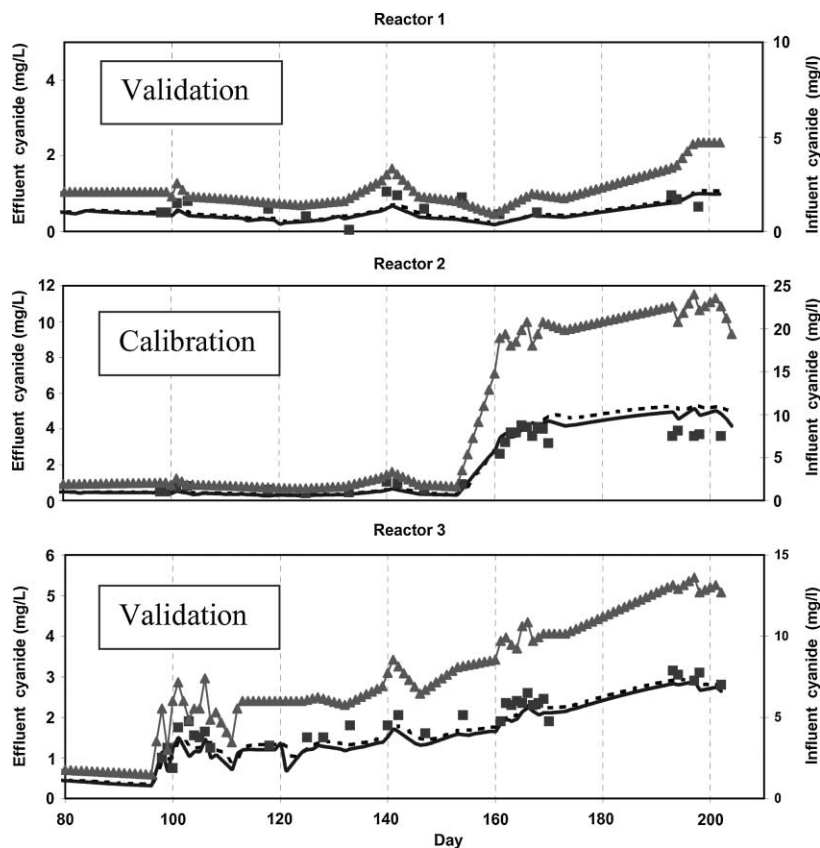 Reactor 1
Effluent cyanide (mg/L)
Influent cyanide (mg/l)
4
2
0
10
5
0
Validation
Reactor 2
Effluent cyanide (mg/L)
Influent cyanide (mg/l)
12
10
8
6
4
2
0
25
20
15
10
5
0
Calibration
Reactor 3
Effluent cyanide (mg/L)
Influent cyanide (mg/l)
6
5
4
3
2
1
0
15
10
5
0
Validation
80 100 120 140 160 180 200
Day